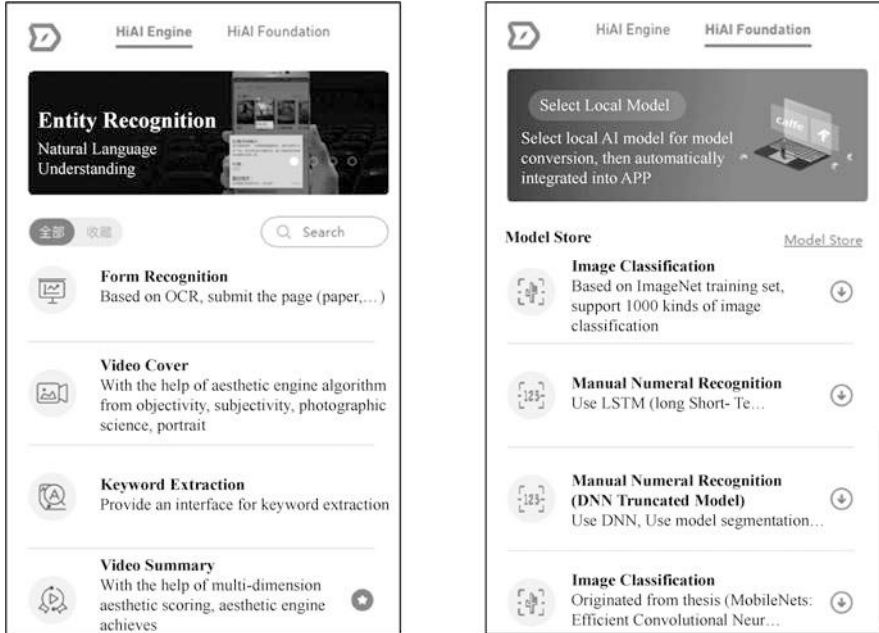 HiAI Engine
HiAI Foundation
Entity Recognition
Natural Language
Understanding
全部
收藏
Search
Form Recognition
Based on OCR, submit the page (paper,…)
Video Cover
With the help of aesthetic engine algorithm
from objectivity, subjectivity, photographic
science, portrait
Keyword Extraction
Provide an interface for keyword extraction
Video Summary
With the help of multi-dimension
aesthetic scoring, aesthetic engine
achieves
HiAI Engine
HiAI Foundation
Select Local Model
caffe
Select local AI model for model
conversion, then automatically
integrated into APP
Model Store
Model Store
Image Classification
Based on ImageNet training set,
support 1000 kinds of image
classification
123
Manual Numeral Recognition
Use LSTM (long Short- Te…
123
Manual Numeral Recognition
(DNN Truncated Model)
Use DNN, Use model segmentation…
Image Classification
Originated from thesis (MobileNets:
Efficient Convolutional Neur…